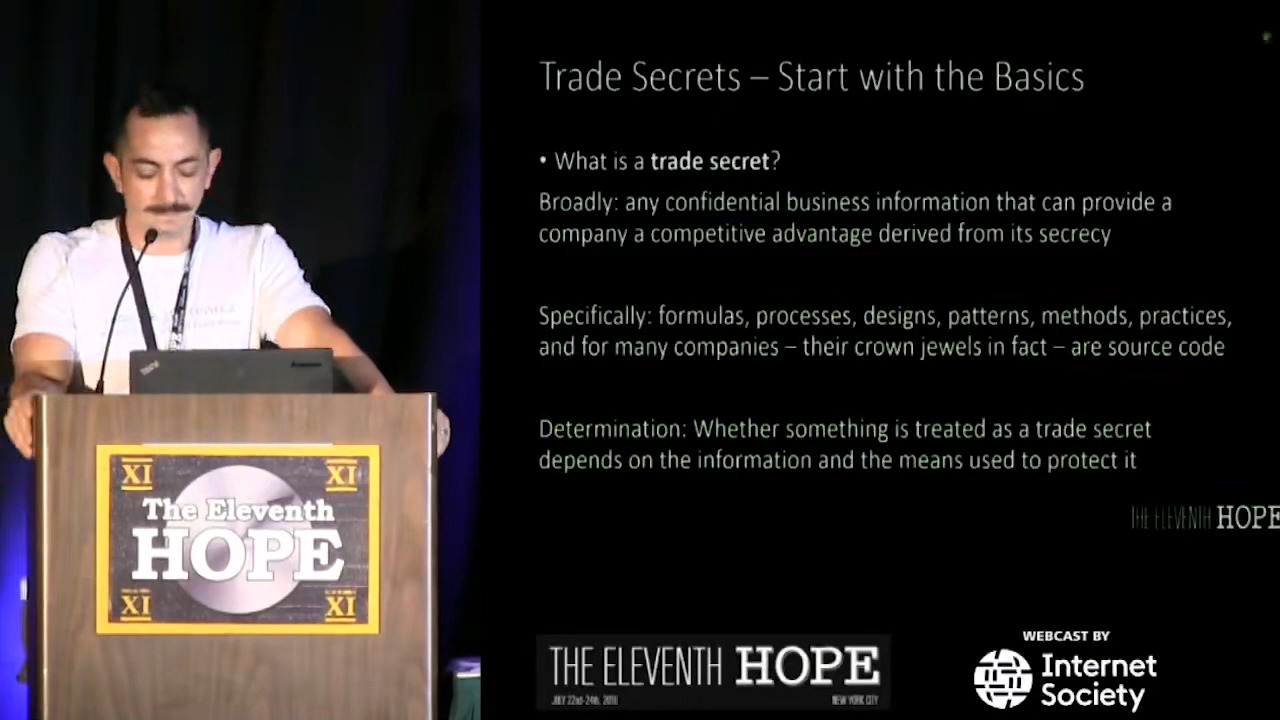 Trade Secrets – Start with the Basics
• What is a trade secret?
Broadly: any confidential business information that can provide a
company a competitive advantage derived from its secrecy
Specifically: formulas, processes, designs, patterns, methods, practices,
and for many companies – their crown jewels in fact – are source code
Determination: Whether something is treated as a trade secret
depends on the information and the means used to protect it
THE ELEVENTH HOPE
XI XI
The Eleventh
HOPE
XI XI
THE ELEVENTH HOPE
NEW YORK CITY
WEBCAST BY
Internet
Society